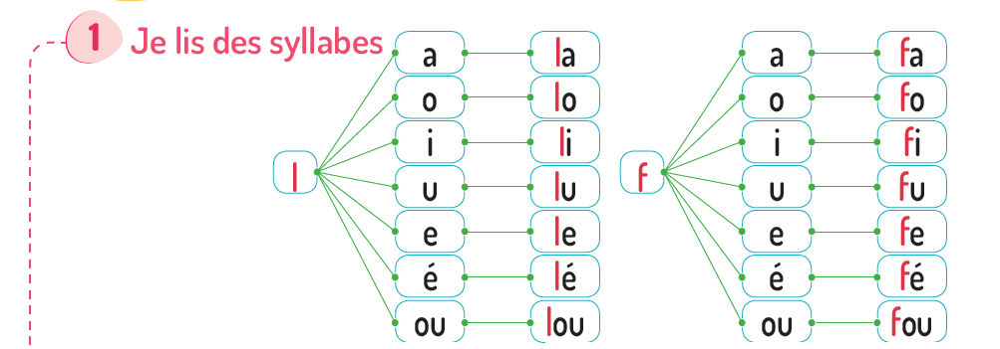 1 Je lis des syllabes
a la a fa
o lo o fo
i li i fi
l u lu f u fu
e le e fe
é lé é fé
ou lou ou fou